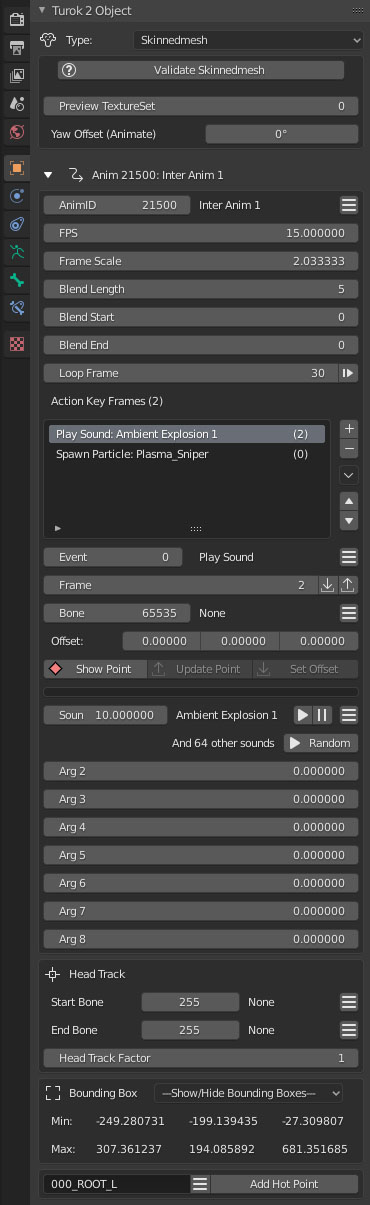 Turok 2 Object
Type: Skinnedmesh
Validate Skinnedmesh
Preview TextureSet 0
Yaw Offset (Animate) 0°
Anim 21500: Inter Anim 1
AnimID 21500 Inter Anim 1
FPS 15.000000
Frame Scale 2.033333
Blend Length 5
Blend Start 0
Blend End 0
Loop Frame 30
Action Key Frames (2)
Play Sound: Ambient Explosion 1 (2)
Spawn Particle: Plasma_Sniper (0)
Event 0 Play Sound
Frame 2
Bone 65535 None
Offset: 0.00000 0.00000 0.00000
Show Point Update Point Set Offset
Soun 10.000000 Ambient Explosion 1
And 64 other sounds Random
Arg 2 0.000000
Arg 3 0.000000
Arg 4 0.000000
Arg 5 0.000000
Arg 6 0.000000
Arg 7 0.000000
Arg 8 0.000000
Head Track
Start Bone 255 None
End Bone 255 None
Head Track Factor 1
Bounding Box —Show/Hide Bounding Boxes—
Min: -249.280731 -199.139435 -27.309807
Max: 307.361237 194.085892 681.351685
000_ROOT_L Add Hot Point